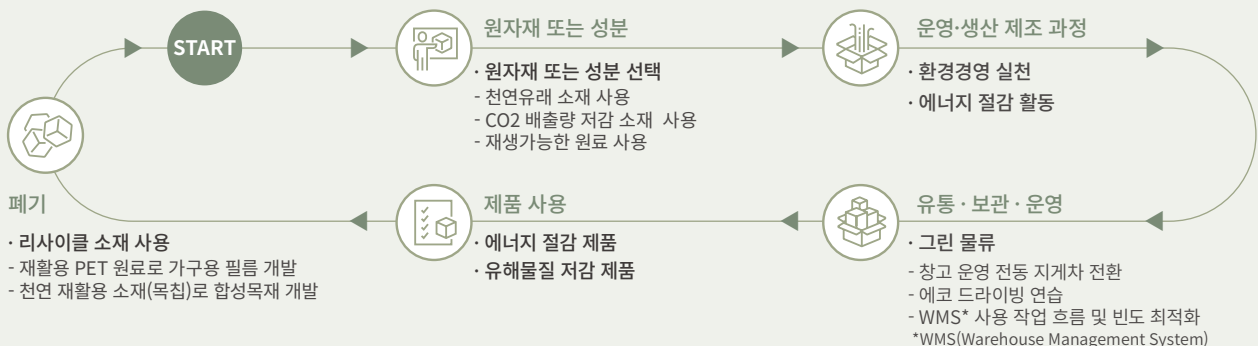 START
원자재 또는 성분
· 원자재 또는 성분 선택
- 천연유래 소재 사용
- CO2 배출량 저감 소재 사용
- 재생가능한 원료 사용
운영·생산 제조 과정
· 환경경영 실천
· 에너지 절감 활동
유통 · 보관 · 운영
· 그린 물류
- 창고 운영 전동 지게차 전환
- 에코 드라이빙 연습
- WMS* 사용 작업 흐름 및 빈도 최적화
*WMS(Warehouse Management System)
제품 사용
· 에너지 절감 제품
· 유해물질 저감 제품
폐기
· 리사이클 소재 사용
- 재활용 PET 원료로 가구용 필름 개발
- 천연 재활용 소재(목칩)로 합성목재 개발